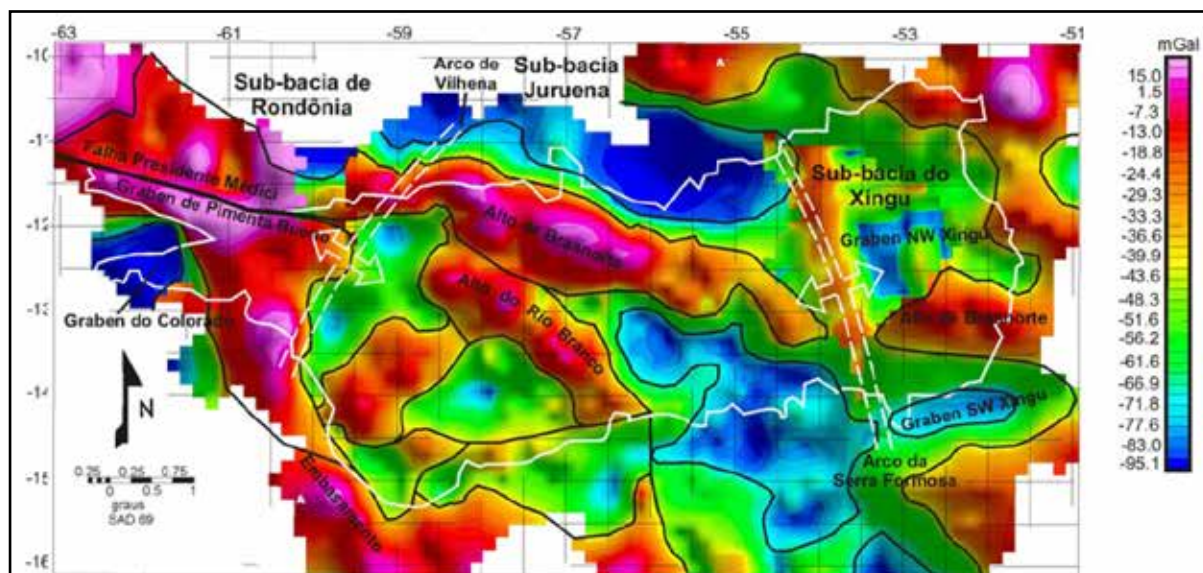 -63 -61 -59 -57 -55 -53 -51
mGal
-10
Sub-bacia de
Rondônia
Arco de
Vilhena
Sub-bacia
Juruena
15.0
1.5
-7.3
-13.0
-18.8
-24.4
-29.3
-33.3
-36.9
-39.9
-43.6
-48.3
-51.6
-56.2
-60.9
-66.9
-71.8
-77.6
-83.0
-95.1
-11
Falha Presidente Médici
Graben de Pimenta Bueno
Sub-bacia do
Xingu
-12
Alto de Brasnorte
Graben NW Xingu
-13
Graben do Colorado
Alto do Rio Branco
Brasnorte
-14
N
Graben SW Xingu
Arco da
Serra Formosa
-15
Embasamento
0.25 0.25 0.75
0 0.5 1
graus
SAD 69
-16